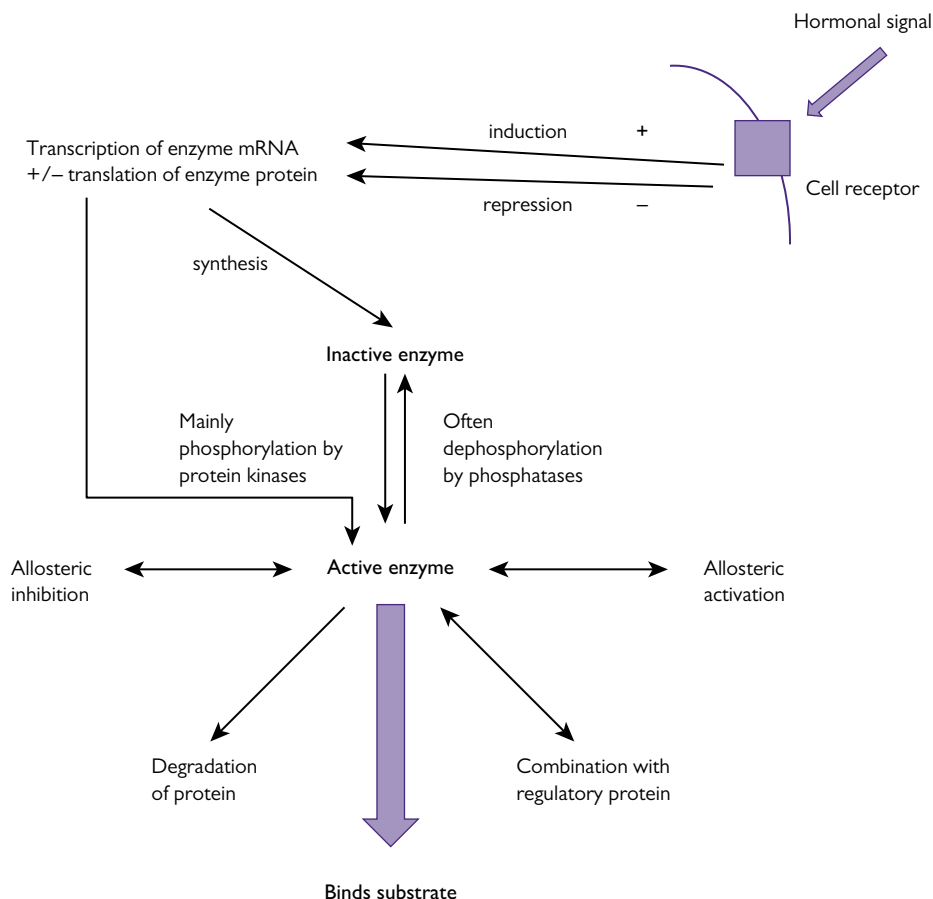 Hormonal signal
induction +
Transcription of enzyme mRNA
+/– translation of enzyme protein
Cell receptor
repression –
synthesis
Inactive enzyme
Mainly
phosphorylation by
protein kinases
Often
dephosphorylation
by phosphatases
Allosteric
inhibition
Active enzyme
Allosteric
activation
Degradation
of protein
Combination with
regulatory protein
Binds substrate